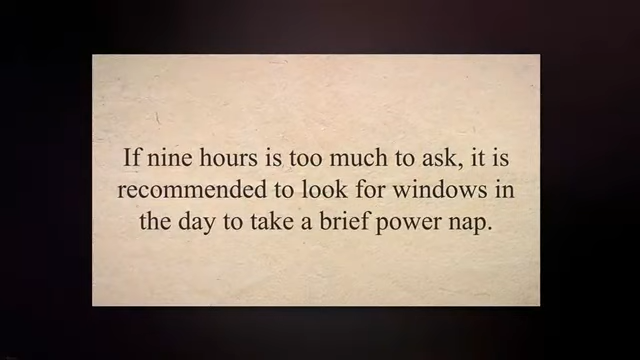 If nine hours is too much to ask, it is
recommended to look for windows in
the day to take a brief power nap.